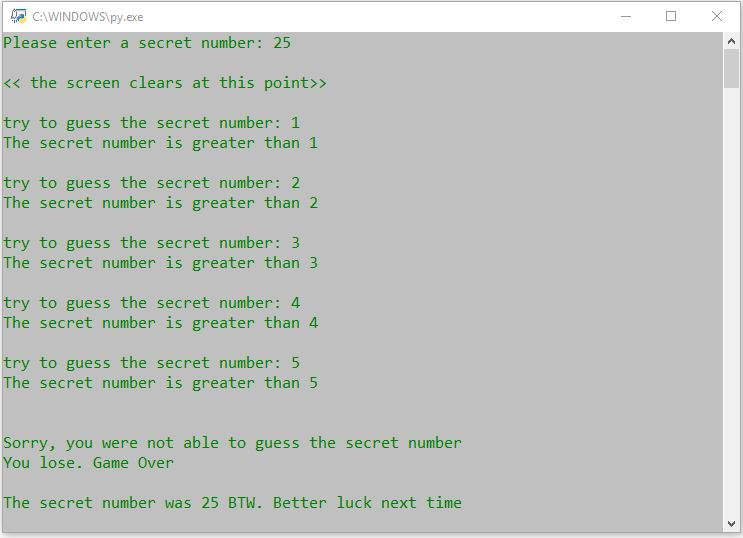 C:\WINDOWS\py.exe
Please enter a secret number: 25
<< the screen clears at this point>>
try to guess the secret number: 1
The secret number is greater than 1
try to guess the secret number: 2
The secret number is greater than 2
try to guess the secret number: 3
The secret number is greater than 3
try to guess the secret number: 4
The secret number is greater than 4
try to guess the secret number: 5
The secret number is greater than 5
Sorry, you were not able to guess the secret number
You lose. Game Over
The secret number was 25 BTW. Better luck next time